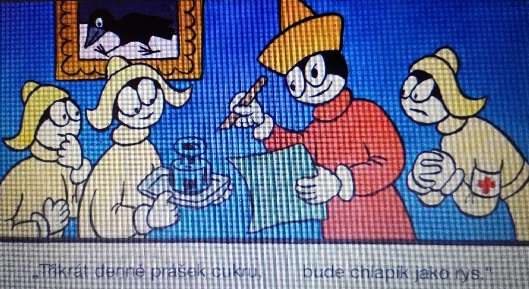 „Třikrát denně prášek cukru, bude chlapík jako rys."